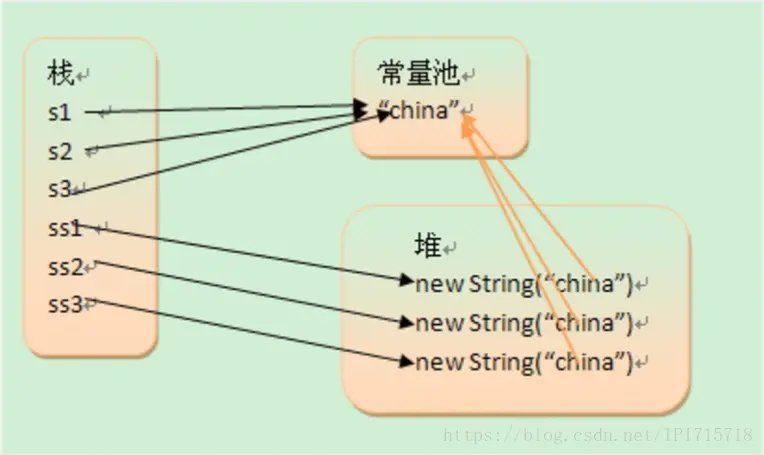 栈↵
s1 ↵
s2 ↵
s3↵
ss1 ↵
ss2↵
ss3↵
常量池↵
“china”↵
堆↵
new String(“china”)↵
new String(“china”)↵
new String(“china”)↵
https://blog.csdn.net/IPI715718